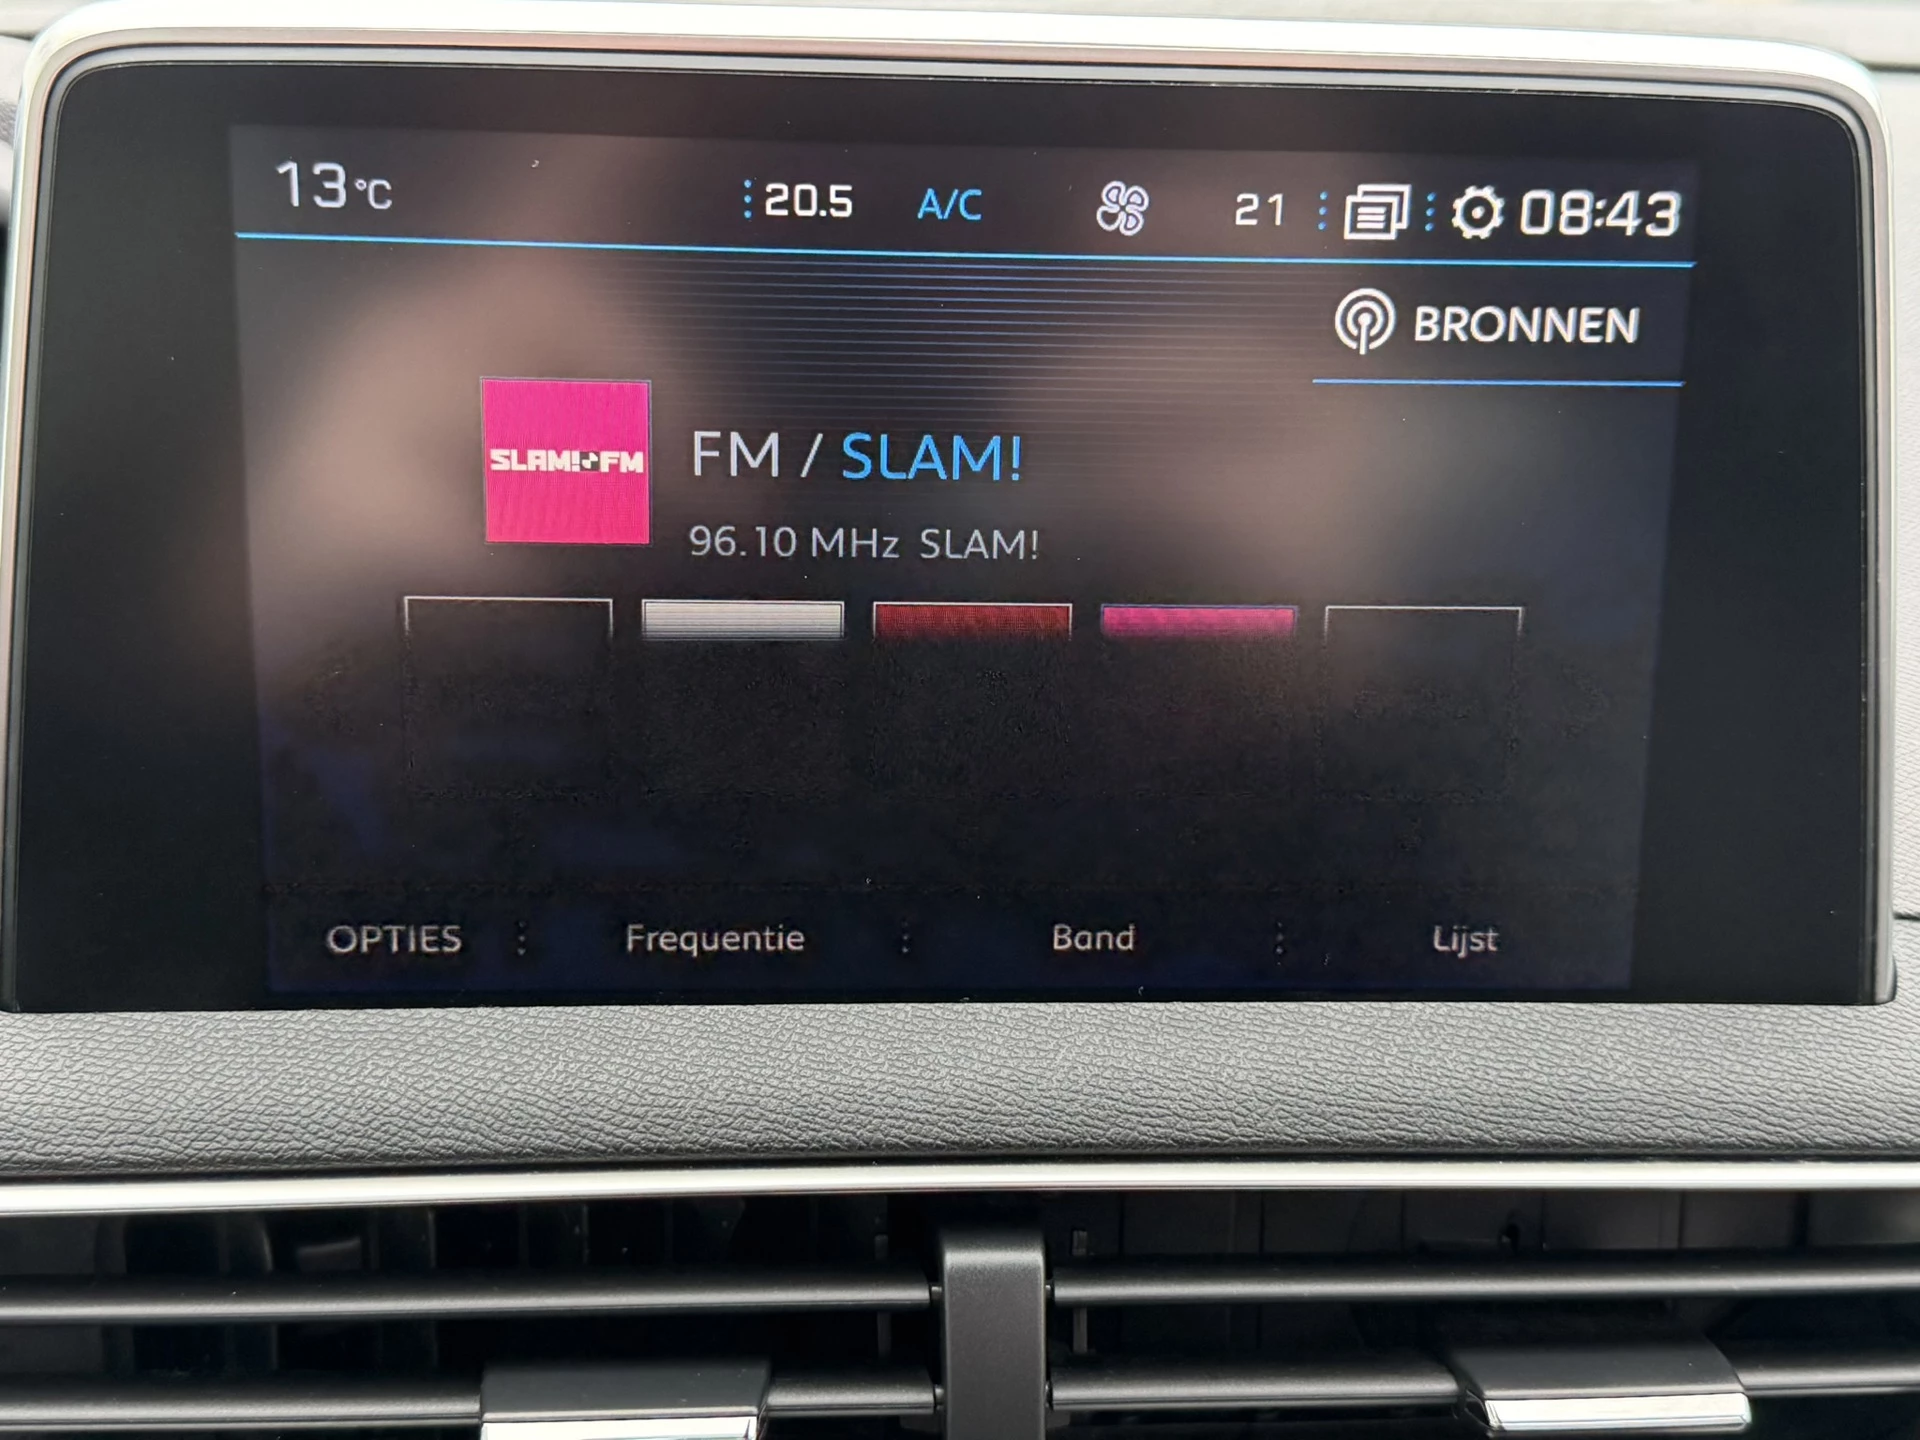 13°C 20.5 A/C 21 08:43
BRONNEN
SLAM! FM
FM / SLAM!
96.10 MHz SLAM!
OPTIES Frequentie Band Lijst